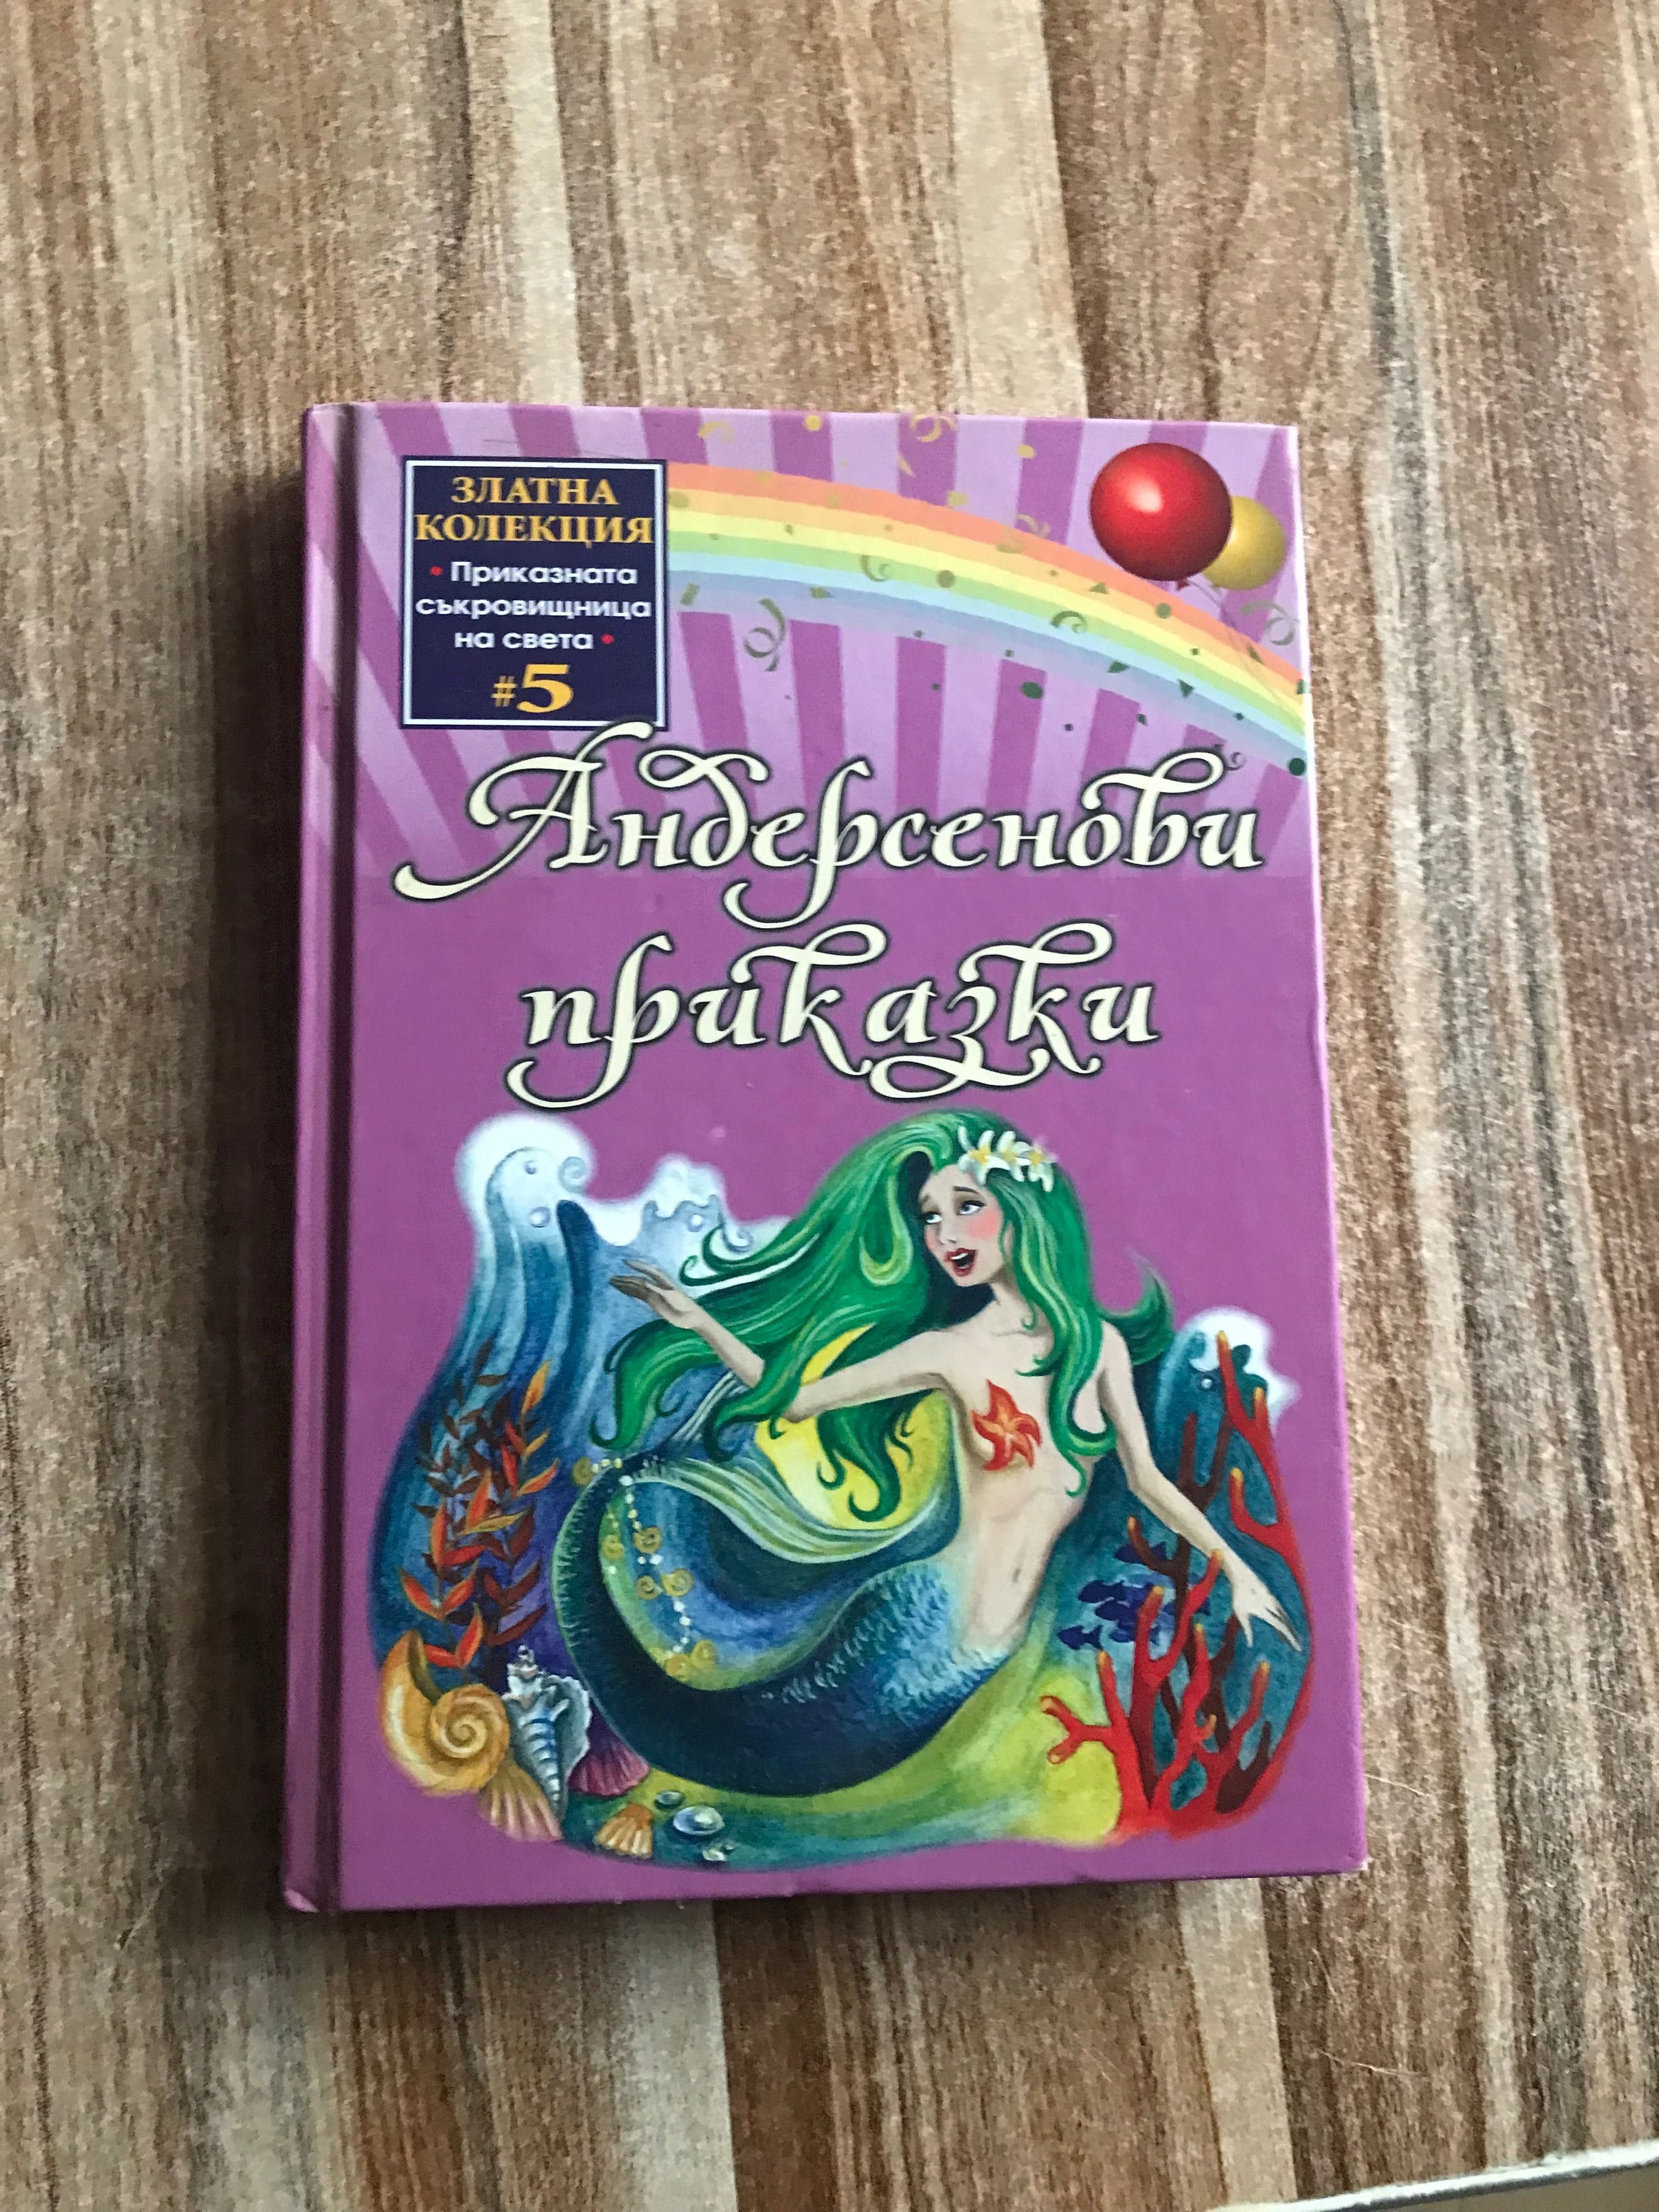 ЗЛАТНА
КОЛЕКЦИЯ
• Приказната
съкровищница
на света •
#5
Андерсенови
приказки